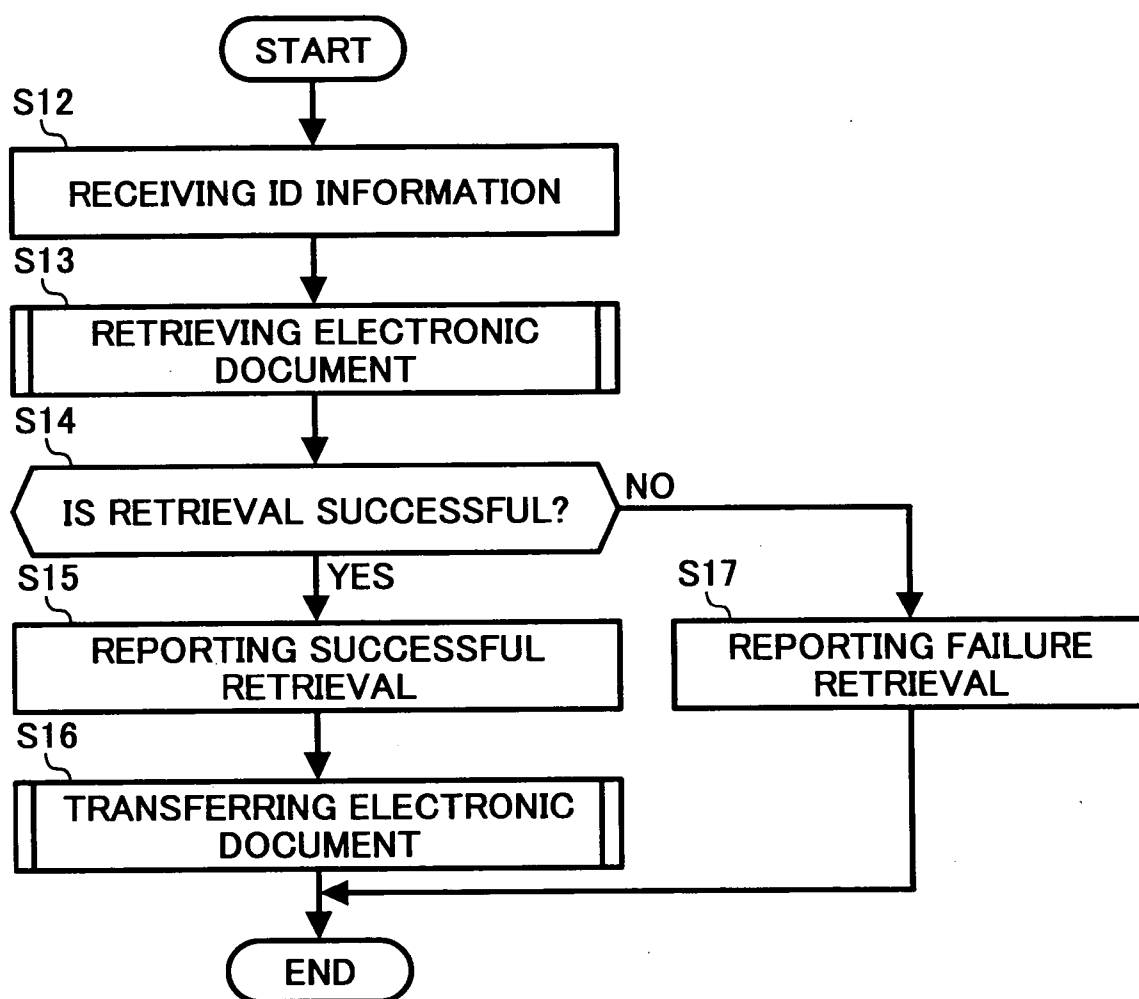 START
S12
RECEIVING ID INFORMATION
S13
RETRIEVING ELECTRONIC
DOCUMENT
S14
IS RETRIEVAL SUCCESSFUL?
NO
YES
S15
REPORTING SUCCESSFUL
RETRIEVAL
S17
REPORTING FAILURE
RETRIEVAL
S16
TRANSFERRING ELECTRONIC
DOCUMENT
END